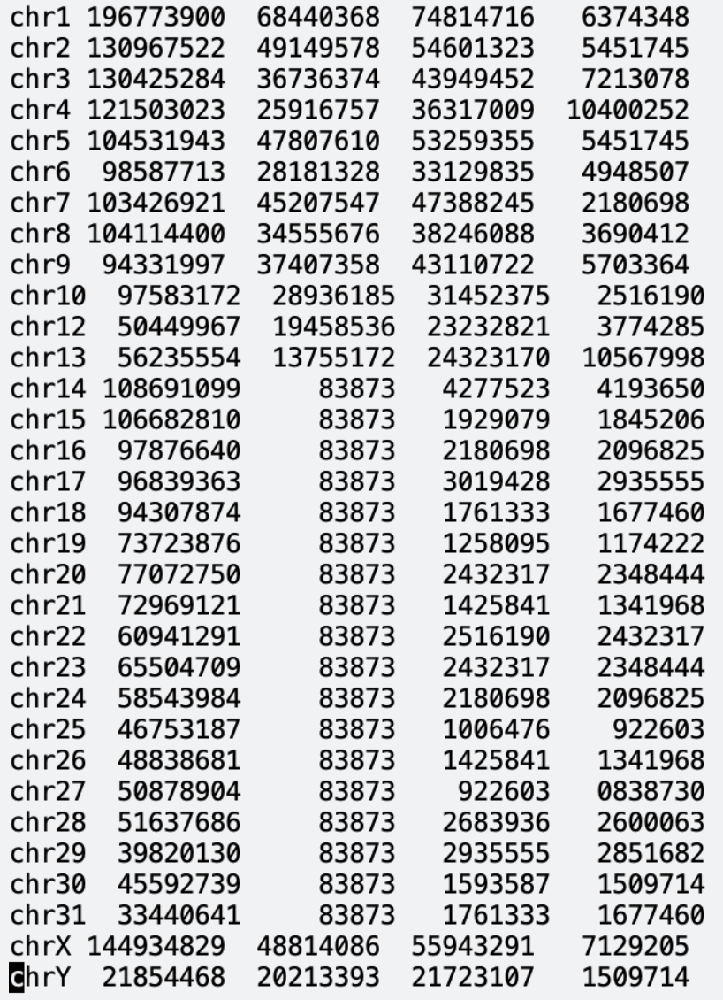 chr1 196773900 68440368 74814716 6374348
chr2 130967522 49149578 54601323 5451745
chr3 130425284 36736374 43949452 7213078
chr4 121503023 25916757 36317009 10400252
chr5 104531943 47807610 53259355 5451745
chr6 98587713 28181328 33129835 4948507
chr7 103426921 45207547 47388245 2180698
chr8 104114400 34555676 38246088 3690412
chr9 94331997 37407358 43110722 5703364
chr10 97583172 28936185 31452375 2516190
chr12 50449967 19458536 23232821 3774285
chr13 56235554 13755172 24323170 10567998
chr14 108691099 83873 4277523 4193650
chr15 106682810 83873 1929079 1845206
chr16 97876640 83873 2180698 2096825
chr17 96839363 83873 3019428 2935555
chr18 94307874 83873 1761333 1677460
chr19 73723876 83873 1258095 1174222
chr20 77072750 83873 2432317 2348444
chr21 72969121 83873 1425841 1341968
chr22 60941291 83873 2516190 2432317
chr23 65504709 83873 2432317 2348444
chr24 58543984 83873 2180698 2096825
chr25 46753187 83873 1006476 922603
chr26 48838681 83873 1425841 1341968
chr27 50878904 83873 922603 0838730
chr28 51637686 83873 2683936 2600063
chr29 39820130 83873 2935555 2851682
chr30 45592739 83873 1593587 1509714
chr31 33440641 83873 1761333 1677460
chrX 144934829 48814086 55943291 7129205
chrY 21854468 20213393 21723107 1509714